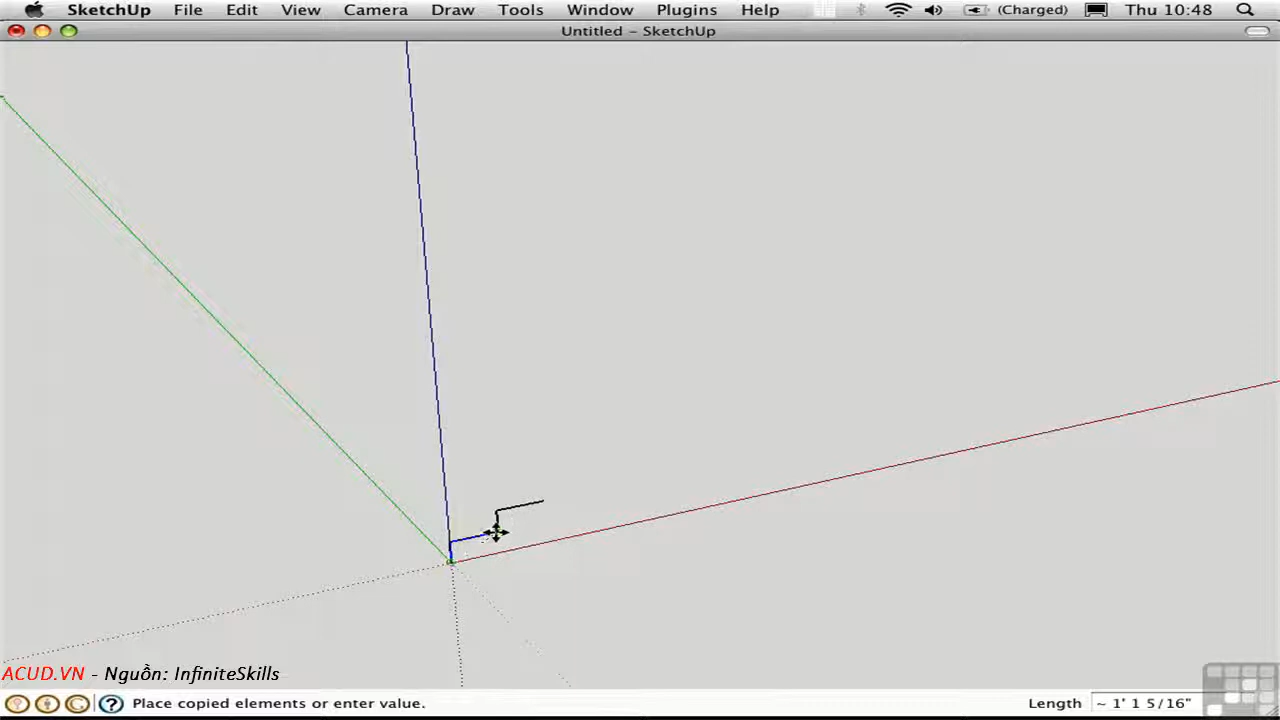 SketchUp File Edit View Camera Draw Tools Window Plugins Help (Charged) Thu 10:48
Untitled – SketchUp
ACUD.VN - Nguồn: InfiniteSkills
Place copied elements or enter value. Length ~ 1' 1 5/16"